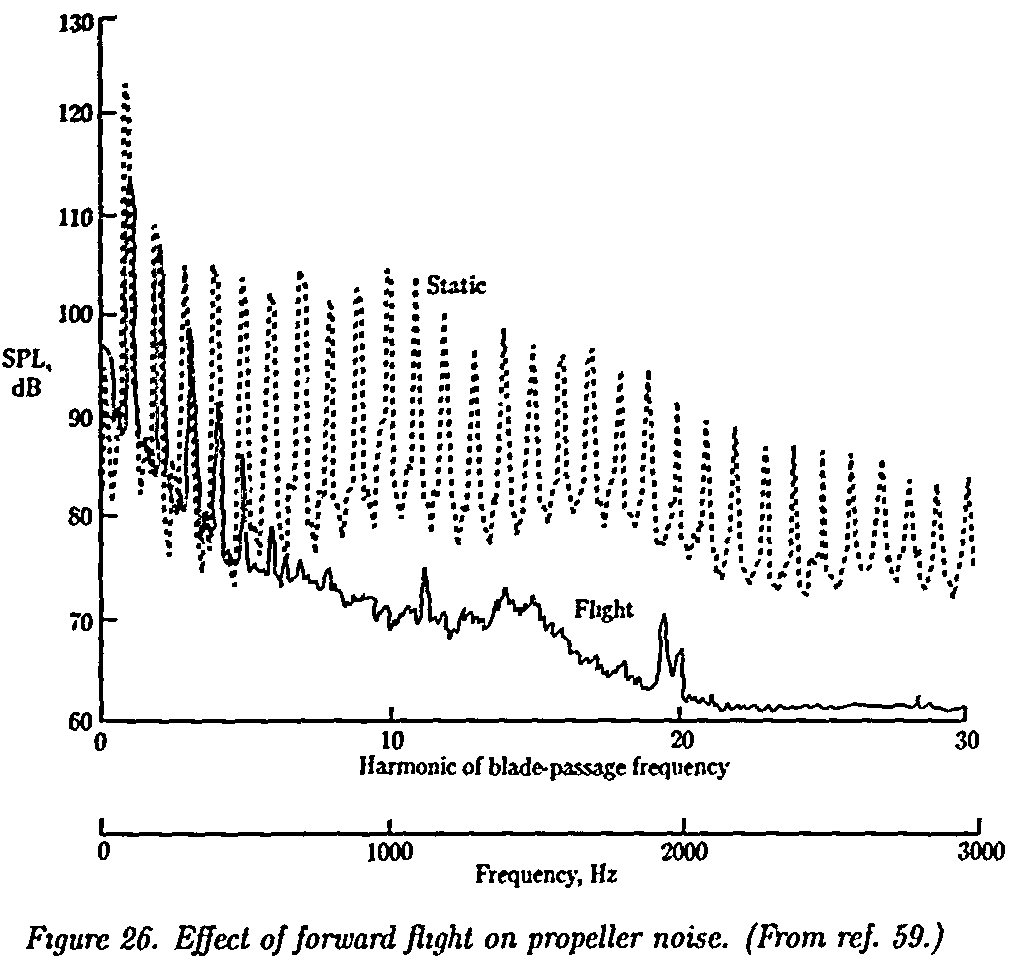 130
120
110
100
90
80
70
60
SPL,
dB
Static
Flight
0 10 20 30
Harmonic of blade-passage frequency
0 1000 2000 3000
Frequency, Hz
Figure 26. Effect of forward flight on propeller noise. (From ref. 59.)